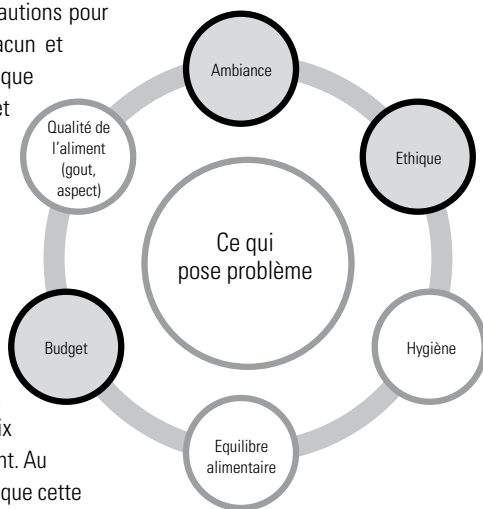 autions pour
acun et
que
et
Ambiance
Qualité de
l'aliment
(gout,
aspect)
Ethique
Ce qui
pose problème
Budget
Hygiène
Equilibre
alimentaire
ix
nt. Au
que cette